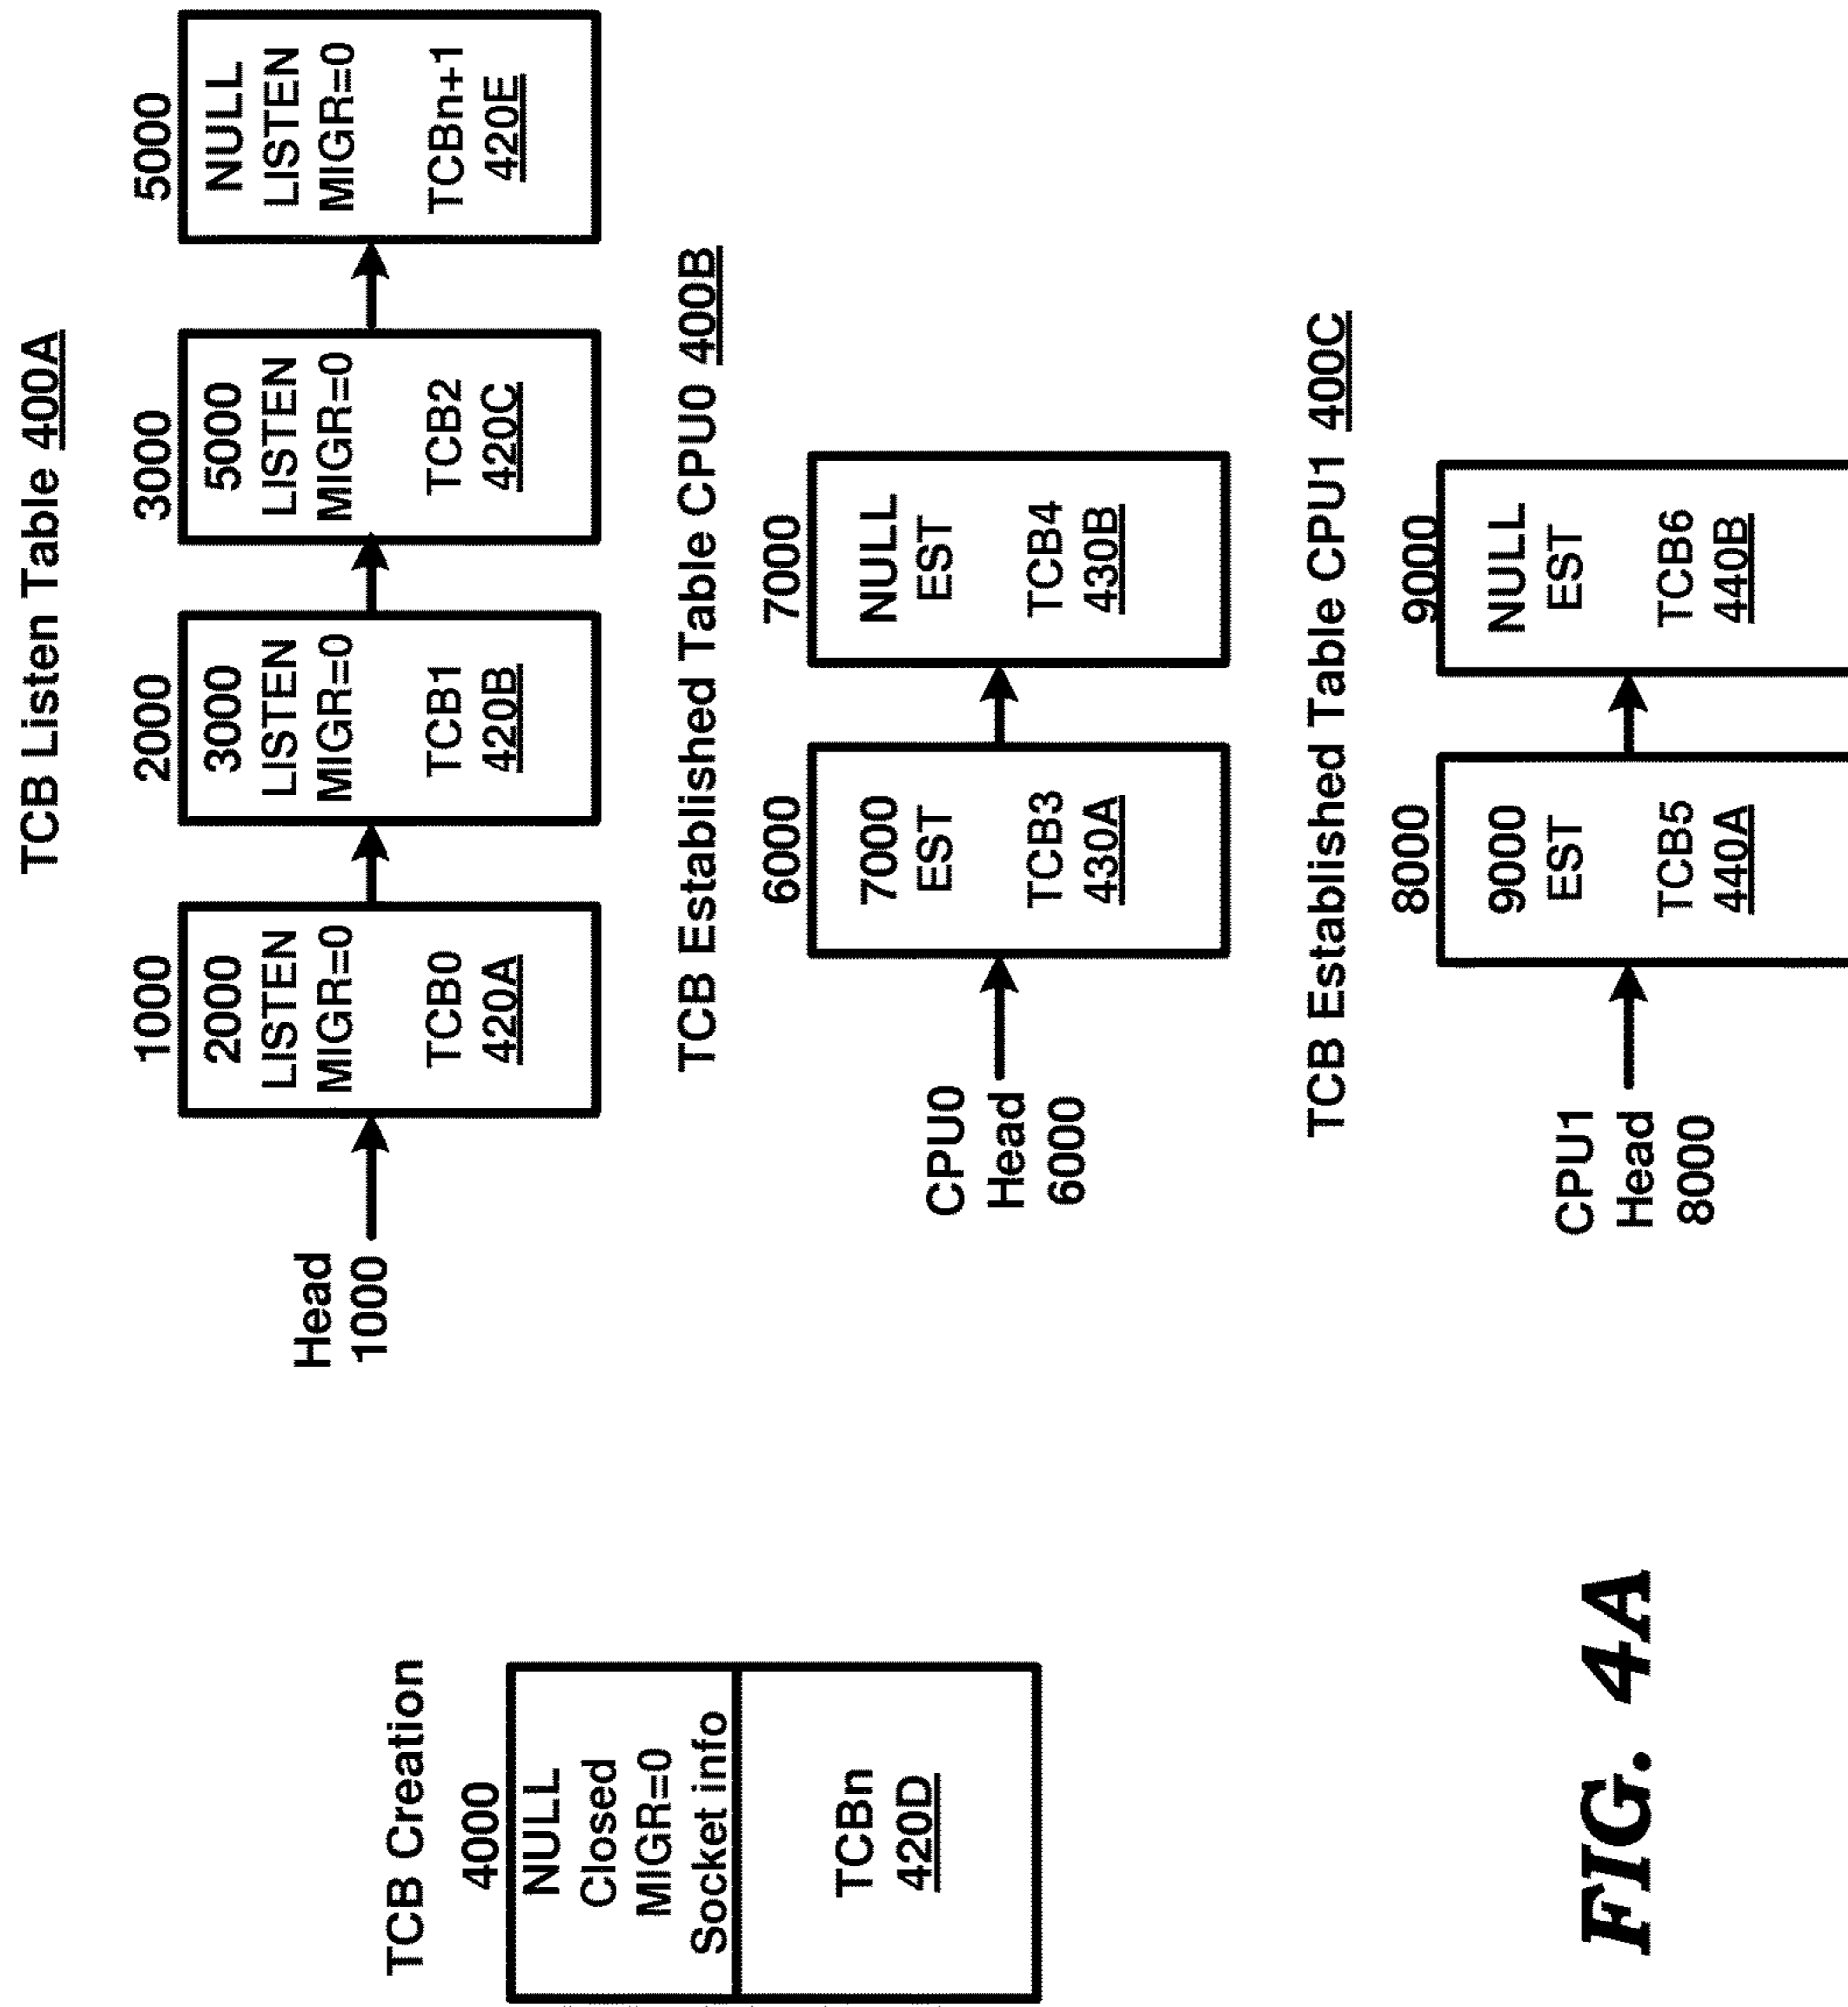 TCB Creation
4000
NULL
Closed
MIGR=0
Socket info
TCBn
420D
TCB Listen Table 400A
Head
1000
1000
2000
LISTEN
MIGR=0
TCB0
420A
2000
3000
LISTEN
MIGR=0
TCB1
420B
3000
5000
LISTEN
MIGR=0
TCB2
420C
5000
NULL
LISTEN
MIGR=0
TCBn+1
420E
TCB Established Table CPU0 400B
CPU0
Head
6000
6000
7000
EST
TCB3
430A
7000
NULL
EST
TCB4
430B
TCB Established Table CPU1 400C
CPU1
Head
8000
8000
9000
EST
TCB5
440A
9000
NULL
EST
TCB6
440B
FIG. 4A